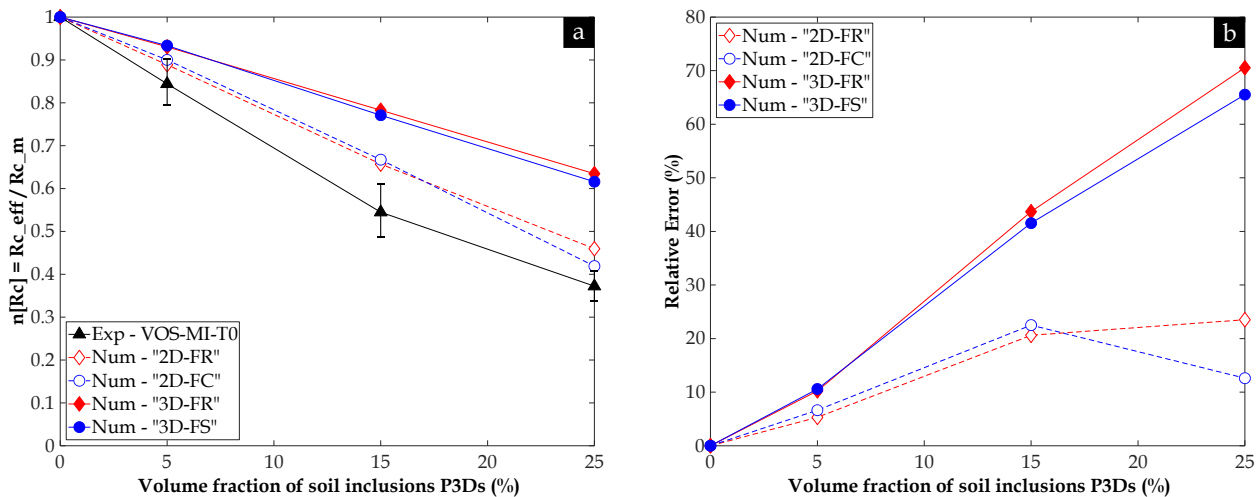 a
1
0.9
0.8
0.7
0.6
0.5
0.4
0.3
0.2
0.1
0
n[Rc] = Rc_eff / Rc_m
Exp - VOS-MI-T0
Num - "2D-FR"
Num - "2D-FC"
Num - "3D-FR"
Num - "3D-FS"
0 5 10 15 20 25
Volume fraction of soil inclusions P3Ds (%)
b
80
70
60
50
40
30
20
10
0
Relative Error (%)
Num - "2D-FR"
Num - "2D-FC"
Num - "3D-FR"
Num - "3D-FS"
0 5 10 15 20 25
Volume fraction of soil inclusions P3Ds (%)